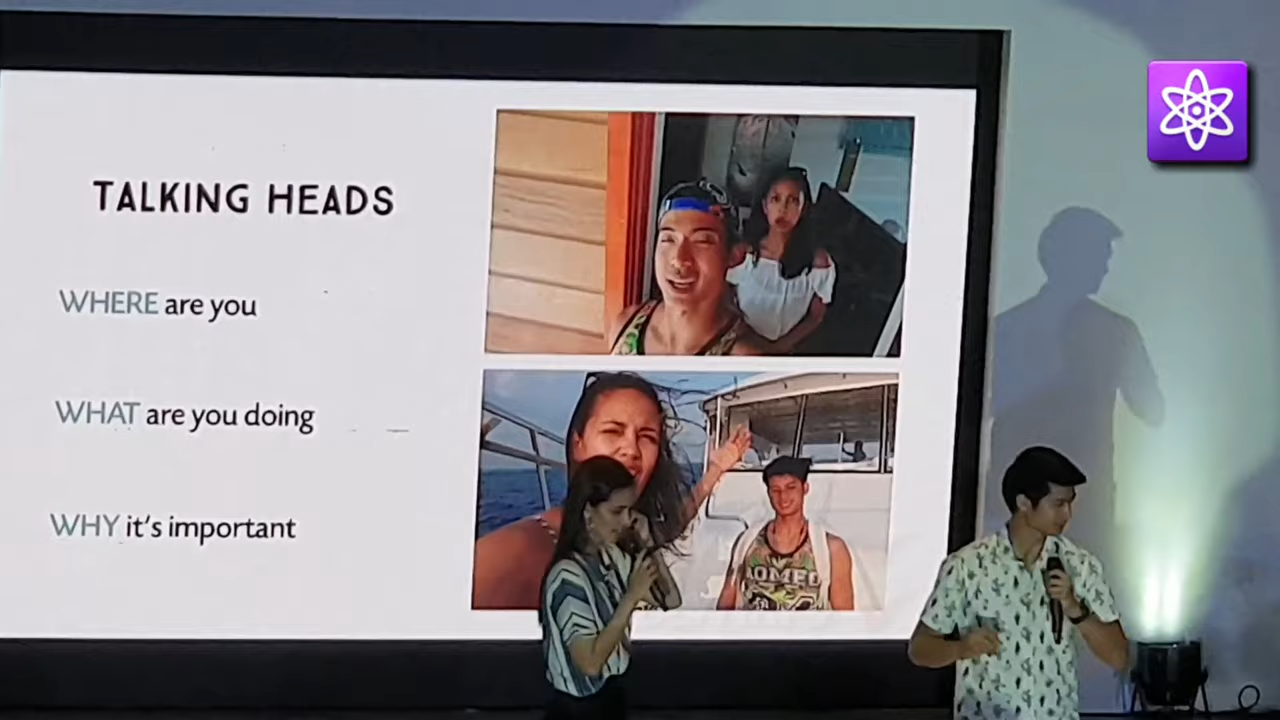 TALKING HEADS
WHERE are you
WHAT are you doing
WHY it's important
ROMEO